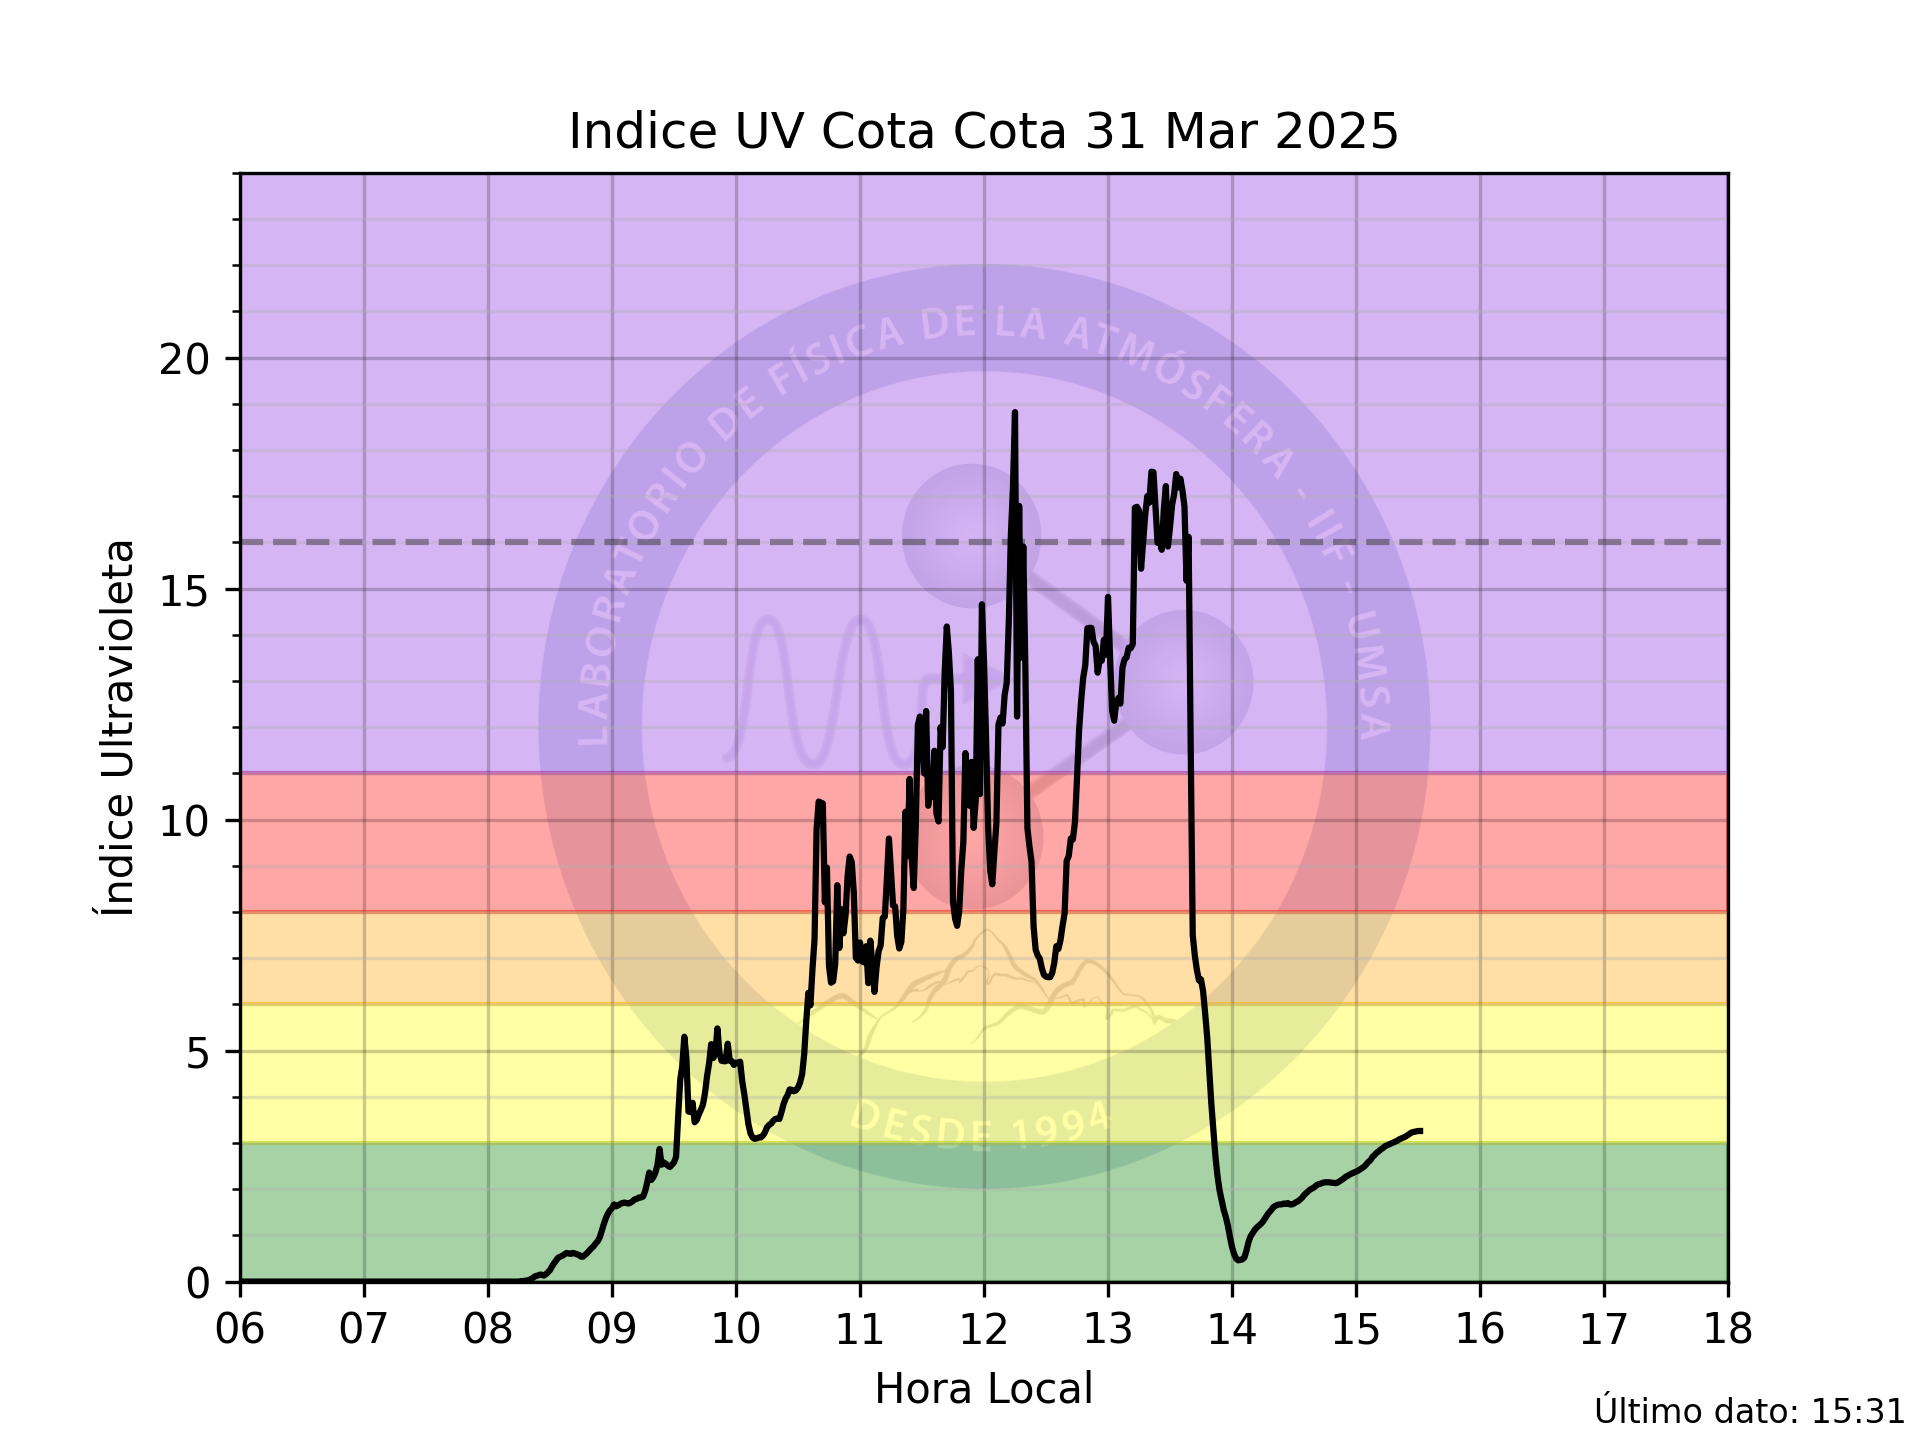 Indice UV Cota Cota 31 Mar 2025
Índice Ultravioleta
20
15
10
5
0
LABORATORIO DE FÍSICA DE LA ATMÓSFERA - IIF - UMSA
DESDE 1994
06 07 08 09 10 11 12 13 14 15 16 17 18
Hora Local
Último dato: 15:31